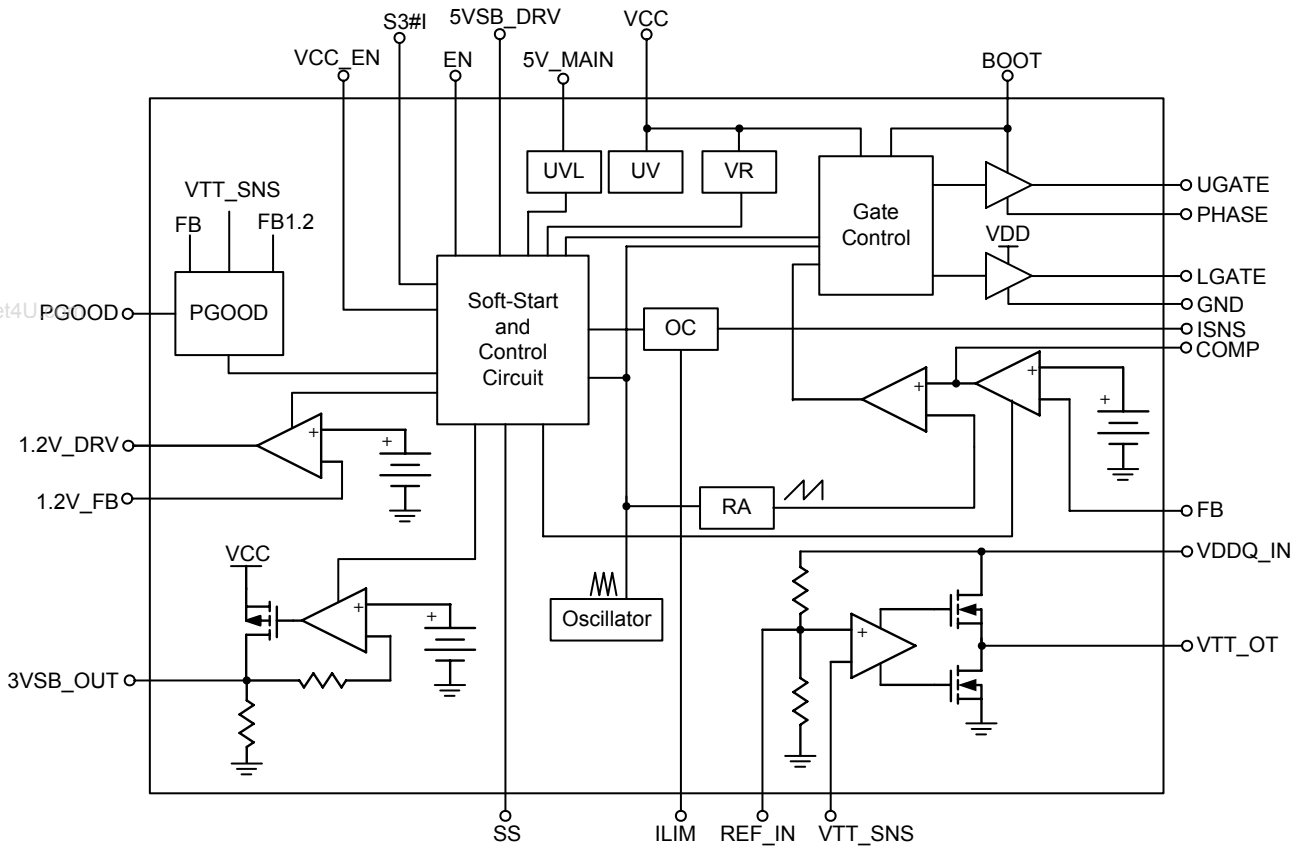 S3#I
5VSB_DRV
VCC
VCC_EN
EN
5V_MAIN
BOOT
UVL
UV
VR
VTT_SNS
FB
FB1.2
Gate
Control
UGATE
PHASE
VDD
LGATE
GND
ISNS
COMP
PGOOD
PGOOD
Soft-Start
and
Control
Circuit
OC
+
+
+
1.2V_DRV
+
+
1.2V_FB
RA
FB
VCC
VDDQ_IN
Oscillator
+
+
+
VTT_OT
3VSB_OUT
SS
ILIM
REF_IN
VTT_SNS